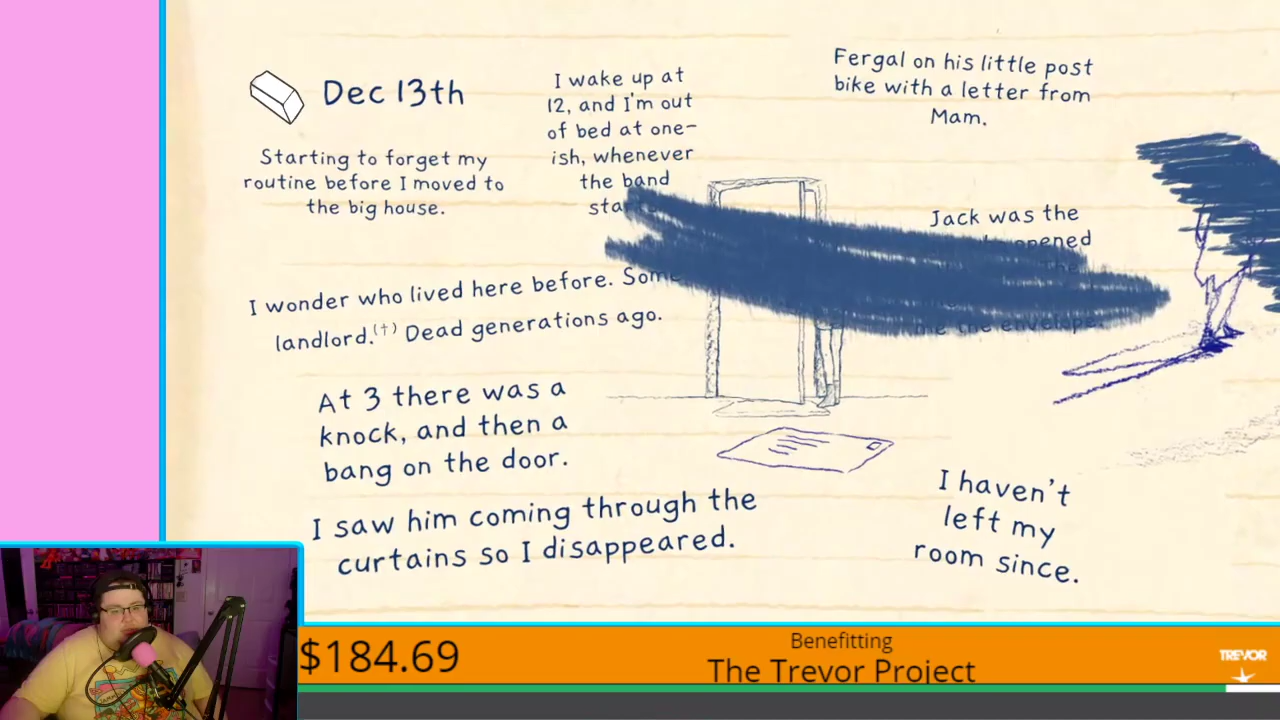 Dec 13th
Starting to forget my
routine before I moved to
the big house.
I wake up at
12, and I'm out
of bed at one-
ish, whenever
the band
Fergal on his little post
bike with a letter from
Mam.
Jack was the
I wonder who lived here before.
landlord.(†) Dead generations ago.
me the envelope.
At 3 there was a
knock, and then a
bang on the door.
I saw him coming through the
curtains so I disappeared.
I haven't
left my
room since.
$184.69
Benefitting
The Trevor Project
TREVOR